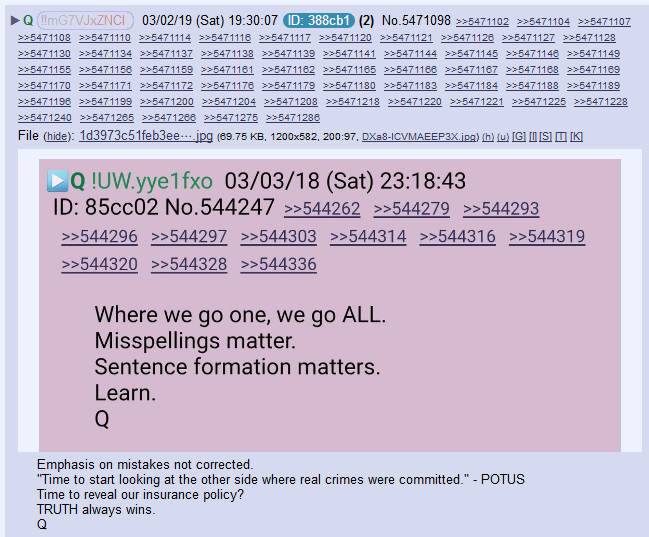 ▶ Q !!mG7VJxZNCI 03/02/19 (Sat) 19:30:07 ID: 388cb1 (2) No.5471098 >>5471102 >>5471104 >>5471107
>>5471108 >>5471110 >>5471114 >>5471116 >>5471117 >>5471120 >>5471121 >>5471126 >>5471127 >>5471128
>>5471130 >>5471134 >>5471137 >>5471138 >>5471139 >>5471141 >>5471144 >>5471145 >>5471146 >>5471149
>>5471155 >>5471156 >>5471159 >>5471161 >>5471162 >>5471165 >>5471166 >>5471167 >>5471168 >>5471169
>>5471170 >>5471171 >>5471172 >>5471176 >>5471179 >>5471180 >>5471183 >>5471184 >>5471188 >>5471189
>>5471196 >>5471199 >>5471200 >>5471204 >>5471208 >>5471218 >>5471220 >>5471221 >>5471225 >>5471228
>>5471240 >>5471265 >>5471266 >>5471275 >>5471286
File (hide): 1d3973c51feb3ee⋯.jpg (69.75 KB, 1200x582, 200:97, DXa8-ICVMAEEP3X.jpg) (h) (u) [G] [I] [S] [T] [K]
▶ Q !UW.yye1fxo 03/03/18 (Sat) 23:18:43
ID: 85cc02 No.544247 >>544262 >>544279 >>544293
>>544296 >>544297 >>544303 >>544314 >>544316 >>544319
>>544320 >>544328 >>544336
Where we go one, we go ALL.
Misspellings matter.
Sentence formation matters.
Learn.
Q
Emphasis on mistakes not corrected.
"Time to start looking at the other side where real crimes were committed." - POTUS
Time to reveal our insurance policy?
TRUTH always wins.
Q